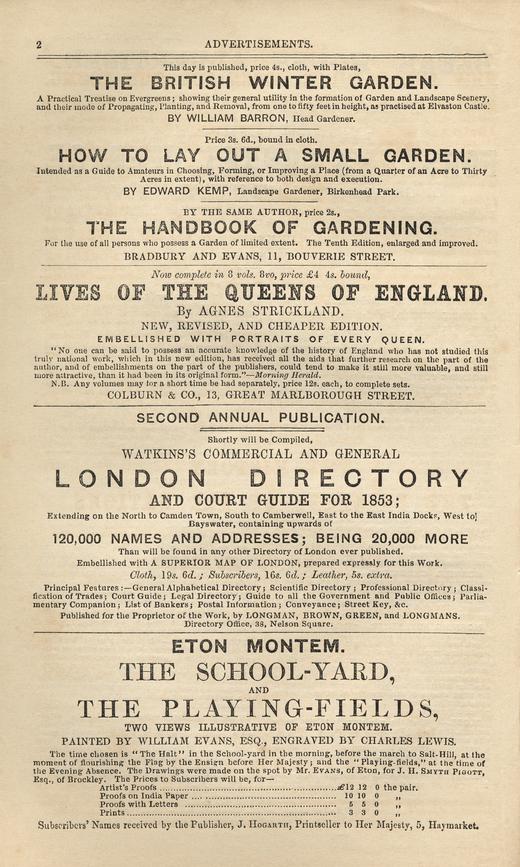 2 ADVERTISEMENTS.
This day is published, price 4s., cloth, with Plates,
THE BRITISH WINTER GARDEN.
A Practical Treatise on Evergreens; showing their general utility in the formation of Garden and Landscape Scenery,
and their mode of Propagating, Planting, and Removal, from one to fifty feet in height, as practised at Elvaston Castle.
BY WILLIAM BARRON, Head Gardener.
Price 3s. 6d., bound in cloth.
HOW TO LAY OUT A SMALL GARDEN.
Intended as a Guide to Amateurs in Choosing, Forming, or Improving a Place (from a Quarter of an Acre to Thirty
Acres in extent), with reference to both design and execution.
BY EDWARD KEMP, Landscape Gardener, Birkenhead Park.
BY THE SAME AUTHOR, price 2s.,
THE HANDBOOK OF GARDENING.
For the use of all persons who possess a Garden of limited extent. The Tenth Edition, enlarged and improved.
BRADBURY AND EVANS, 11, BOUVERIE STREET.
Now complete in 8 vols. 8vo, price £4 4s. bound,
LIVES OF THE QUEENS OF ENGLAND.
By AGNES STRICKLAND.
NEW, REVISED, AND CHEAPER EDITION.
EMBELLISHED WITH PORTRAITS OF EVERY QUEEN.
"No one can be said to possess an accurate knowledge of the history of England who has not studied this
truly national work, which in this new edition, has received all the aids that further research on the part of the
author, and of embellishments on the part of the publishers, could tend to make it still more valuable, and still
more attractive, than it had been in its original form."—Morning Herald.
N.B. Any volumes may for a short time be had separately, price 12s. each, to complete sets.
COLBURN & CO., 13, GREAT MARLBOROUGH STREET.
SECOND ANNUAL PUBLICATION.
Shortly will be Compiled,
WATKINS'S COMMERCIAL AND GENERAL
LONDON DIRECTORY
AND COURT GUIDE FOR 1853;
Extending on the North to Camden Town, South to Camberwell, East to the East India Docks, West to
Bayswater, containing upwards of
120,000 NAMES AND ADDRESSES; BEING 20,000 MORE
Than will be found in any other Directory of London ever published.
Embellished with A SUPERIOR MAP OF LONDON, prepared expressly for this Work.
Cloth, 19s. 6d.; Subscribers, 16s. 6d.; Leather, 5s. extra.
Principal Features:—General Alphabetical Directory; Scientific Directory; Professional Directory; Classi-
fication of Trades; Court Guide; Legal Directory; Guide to all the Government and Public Offices; Parlia-
mentary Companion; List of Bankers; Postal Information; Conveyance; Street Key, &c.
Published for the Proprietor of the Work, by LONGMAN, BROWN, GREEN, and LONGMANS.
Directory Office, 38, Nelson Square.
ETON MONTEM.
THE SCHOOL-YARD,
AND
THE PLAYING-FIELDS,
TWO VIEWS ILLUSTRATIVE OF ETON MONTEM.
PAINTED BY WILLIAM EVANS, ESQ., ENGRAVED BY CHARLES LEWIS.
The time chosen is "The Halt" in the School-yard in the morning, before the march to Salt-Hill, at the
moment of flourishing the Flag by the Ensign before Her Majesty; and the "Playing-fields," at the time of
the Evening Absence. The Drawings were made on the spot by Mr. EVANS, of Eton, for J. H. SMYTH PIGOTT,
Esq., of Brockley. The Prices to Subscribers will be, for—
Artist's Proofs ........ £12 12 0 the pair.
Proofs on India Paper ........ 10 10 0 „
Proofs with Letters ........ 5 5 0 „
Prints ........ 3 3 0 „
Subscribers' Names received by the Publisher, J. HOGARTH, Printseller to Her Majesty, 5, Haymarket.